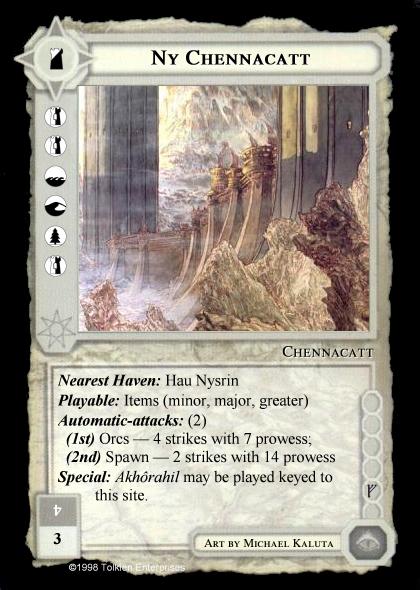 NY CHENNACATT
CHENNACATT
Nearest Haven: Hau Nysrin
Playable: Items (minor, major, greater)
Automatic-attacks: (2)
(1st) Orcs — 4 strikes with 7 prowess;
(2nd) Spawn — 2 strikes with 14 prowess
Special: Akhôrahil may be played keyed to
this site.
ᚠ
4
3
ART BY MICHAEL KALUTA
©1998 Tolkien Enterprises